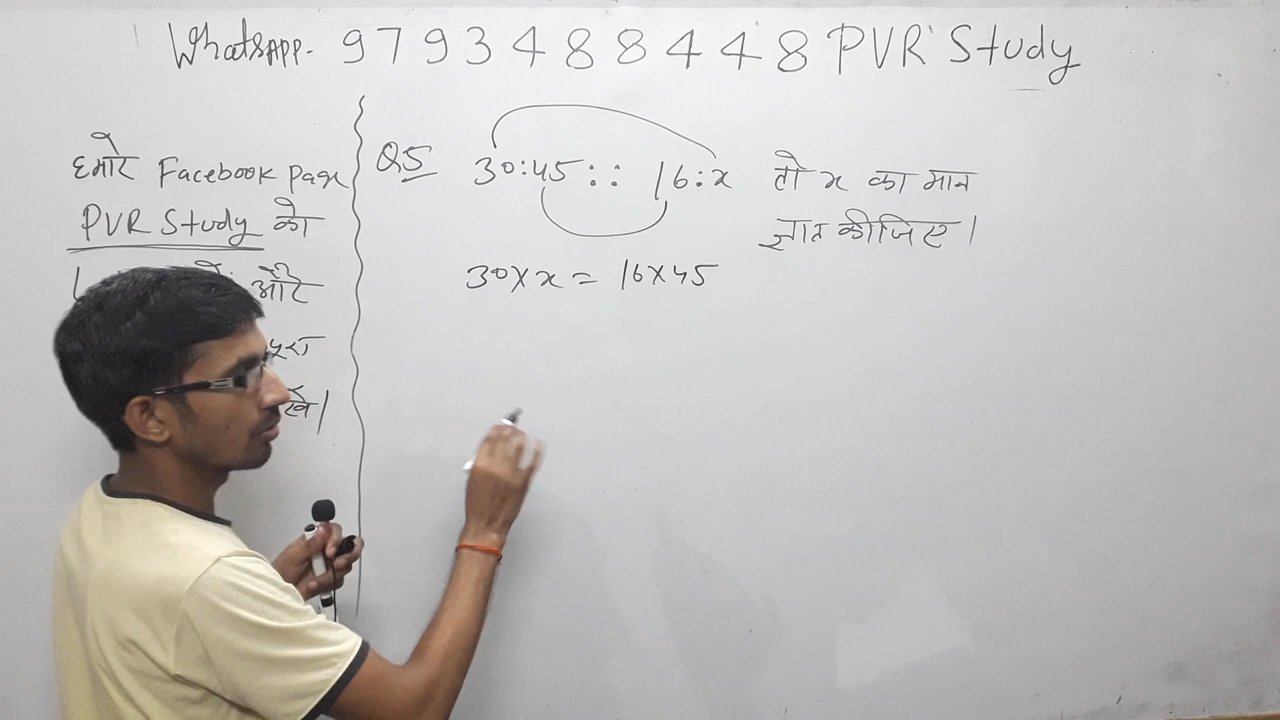 WhatsAPP. 9793488448 PVR Study
हमारे Facebook page
PVR Study को
और
Q5 30:45 :: 16:x तो x का मान
ज्ञात कीजिए।
30×x = 16×45